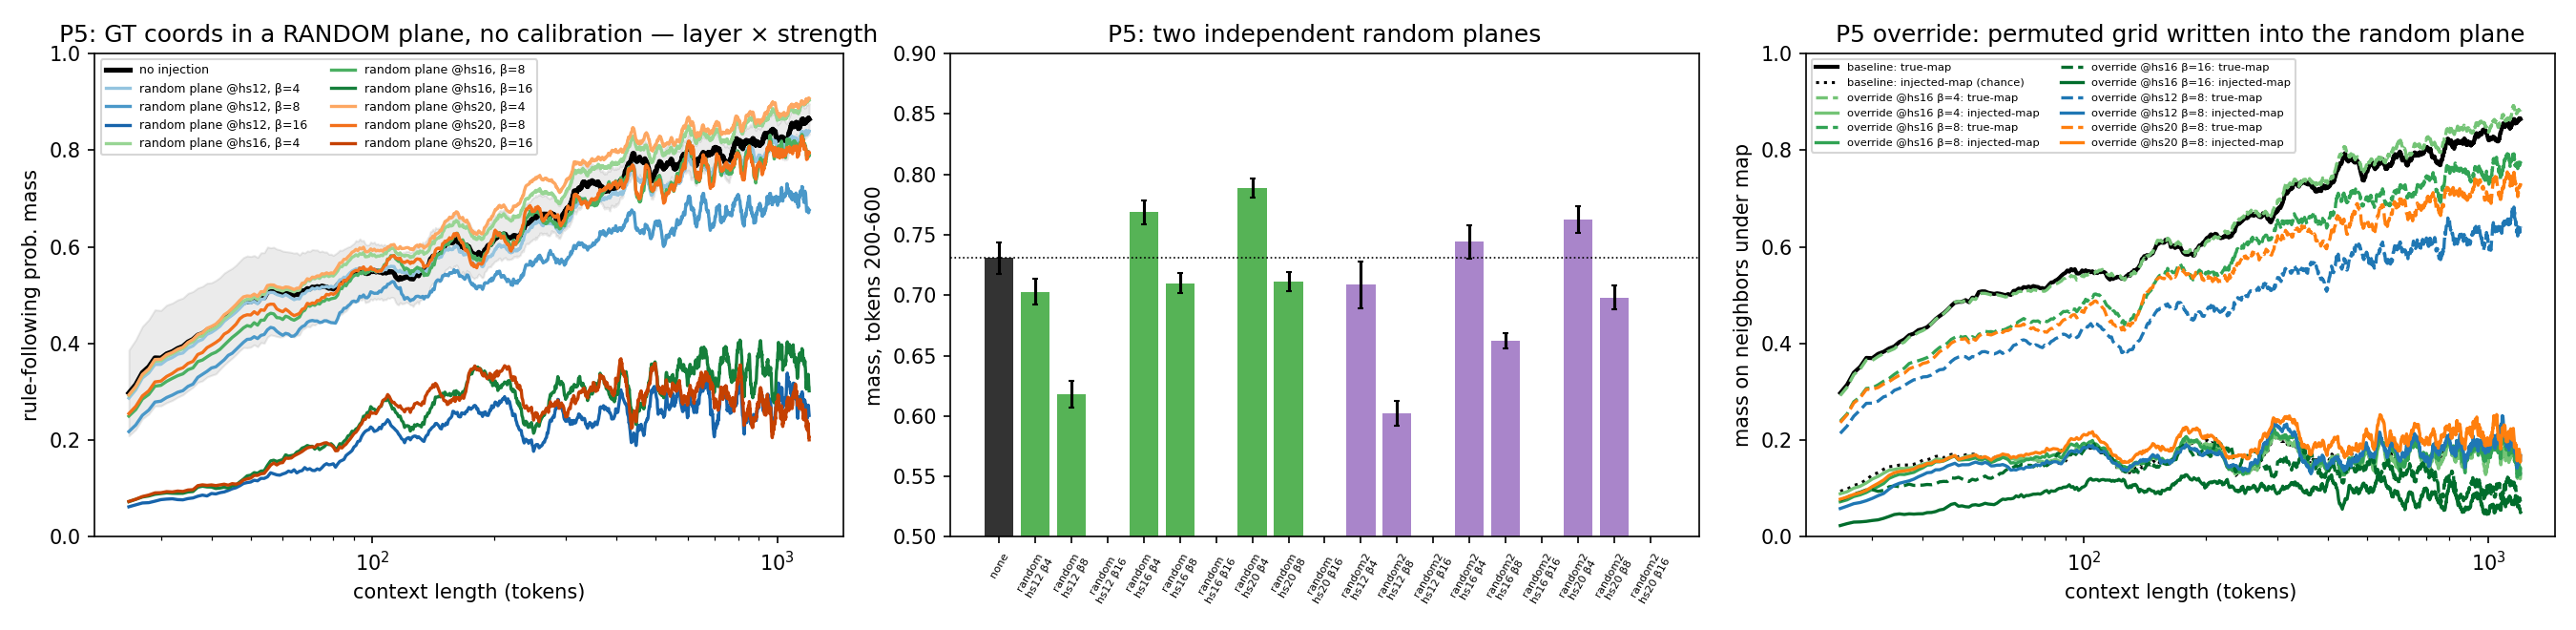 P5: GT coords in a RANDOM plane, no calibration — layer × strength
1.0
0.8
0.6
0.4
0.2
0.0
rule-following prob. mass
no injection
random plane @hs12, β=4
random plane @hs12, β=8
random plane @hs12, β=16
random plane @hs16, β=4
random plane @hs16, β=8
random plane @hs16, β=16
random plane @hs20, β=4
random plane @hs20, β=8
random plane @hs20, β=16
10²
10³
context length (tokens)
P5: two independent random planes
0.90
0.85
0.80
0.75
0.70
0.65
0.60
0.55
0.50
mass, tokens 200-600
none
random
hs12 β4
random
hs12 β8
random
hs12 β16
random
hs16 β4
random
hs16 β8
random
hs16 β16
random
hs20 β4
random
hs20 β8
random
hs20 β16
random2
hs12 β4
random2
hs12 β8
random2
hs12 β16
random2
hs16 β4
random2
hs16 β8
random2
hs16 β16
random2
hs20 β4
random2
hs20 β8
random2
hs20 β16
P5 override: permuted grid written into the random plane
1.0
0.8
0.6
0.4
0.2
0.0
mass on neighbors under map
baseline: true-map
baseline: injected-map (chance)
override @hs16 β=4: true-map
override @hs16 β=4: injected-map
override @hs16 β=8: true-map
override @hs16 β=8: injected-map
override @hs16 β=16: true-map
override @hs16 β=16: injected-map
override @hs12 β=8: true-map
override @hs12 β=8: injected-map
override @hs20 β=8: true-map
override @hs20 β=8: injected-map
10²
10³
context length (tokens)